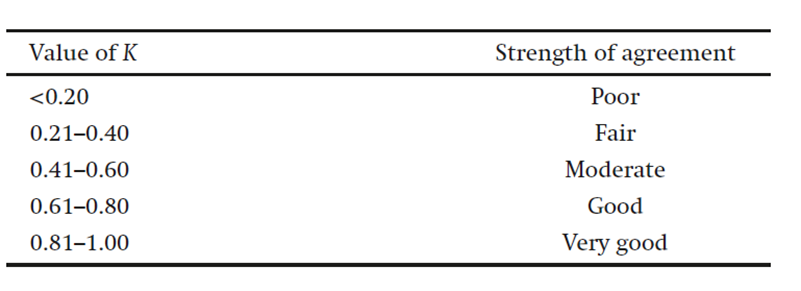 Value of K Strength of agreement
<0.20 Poor
0.21–0.40 Fair
0.41–0.60 Moderate
0.61–0.80 Good
0.81–1.00 Very good